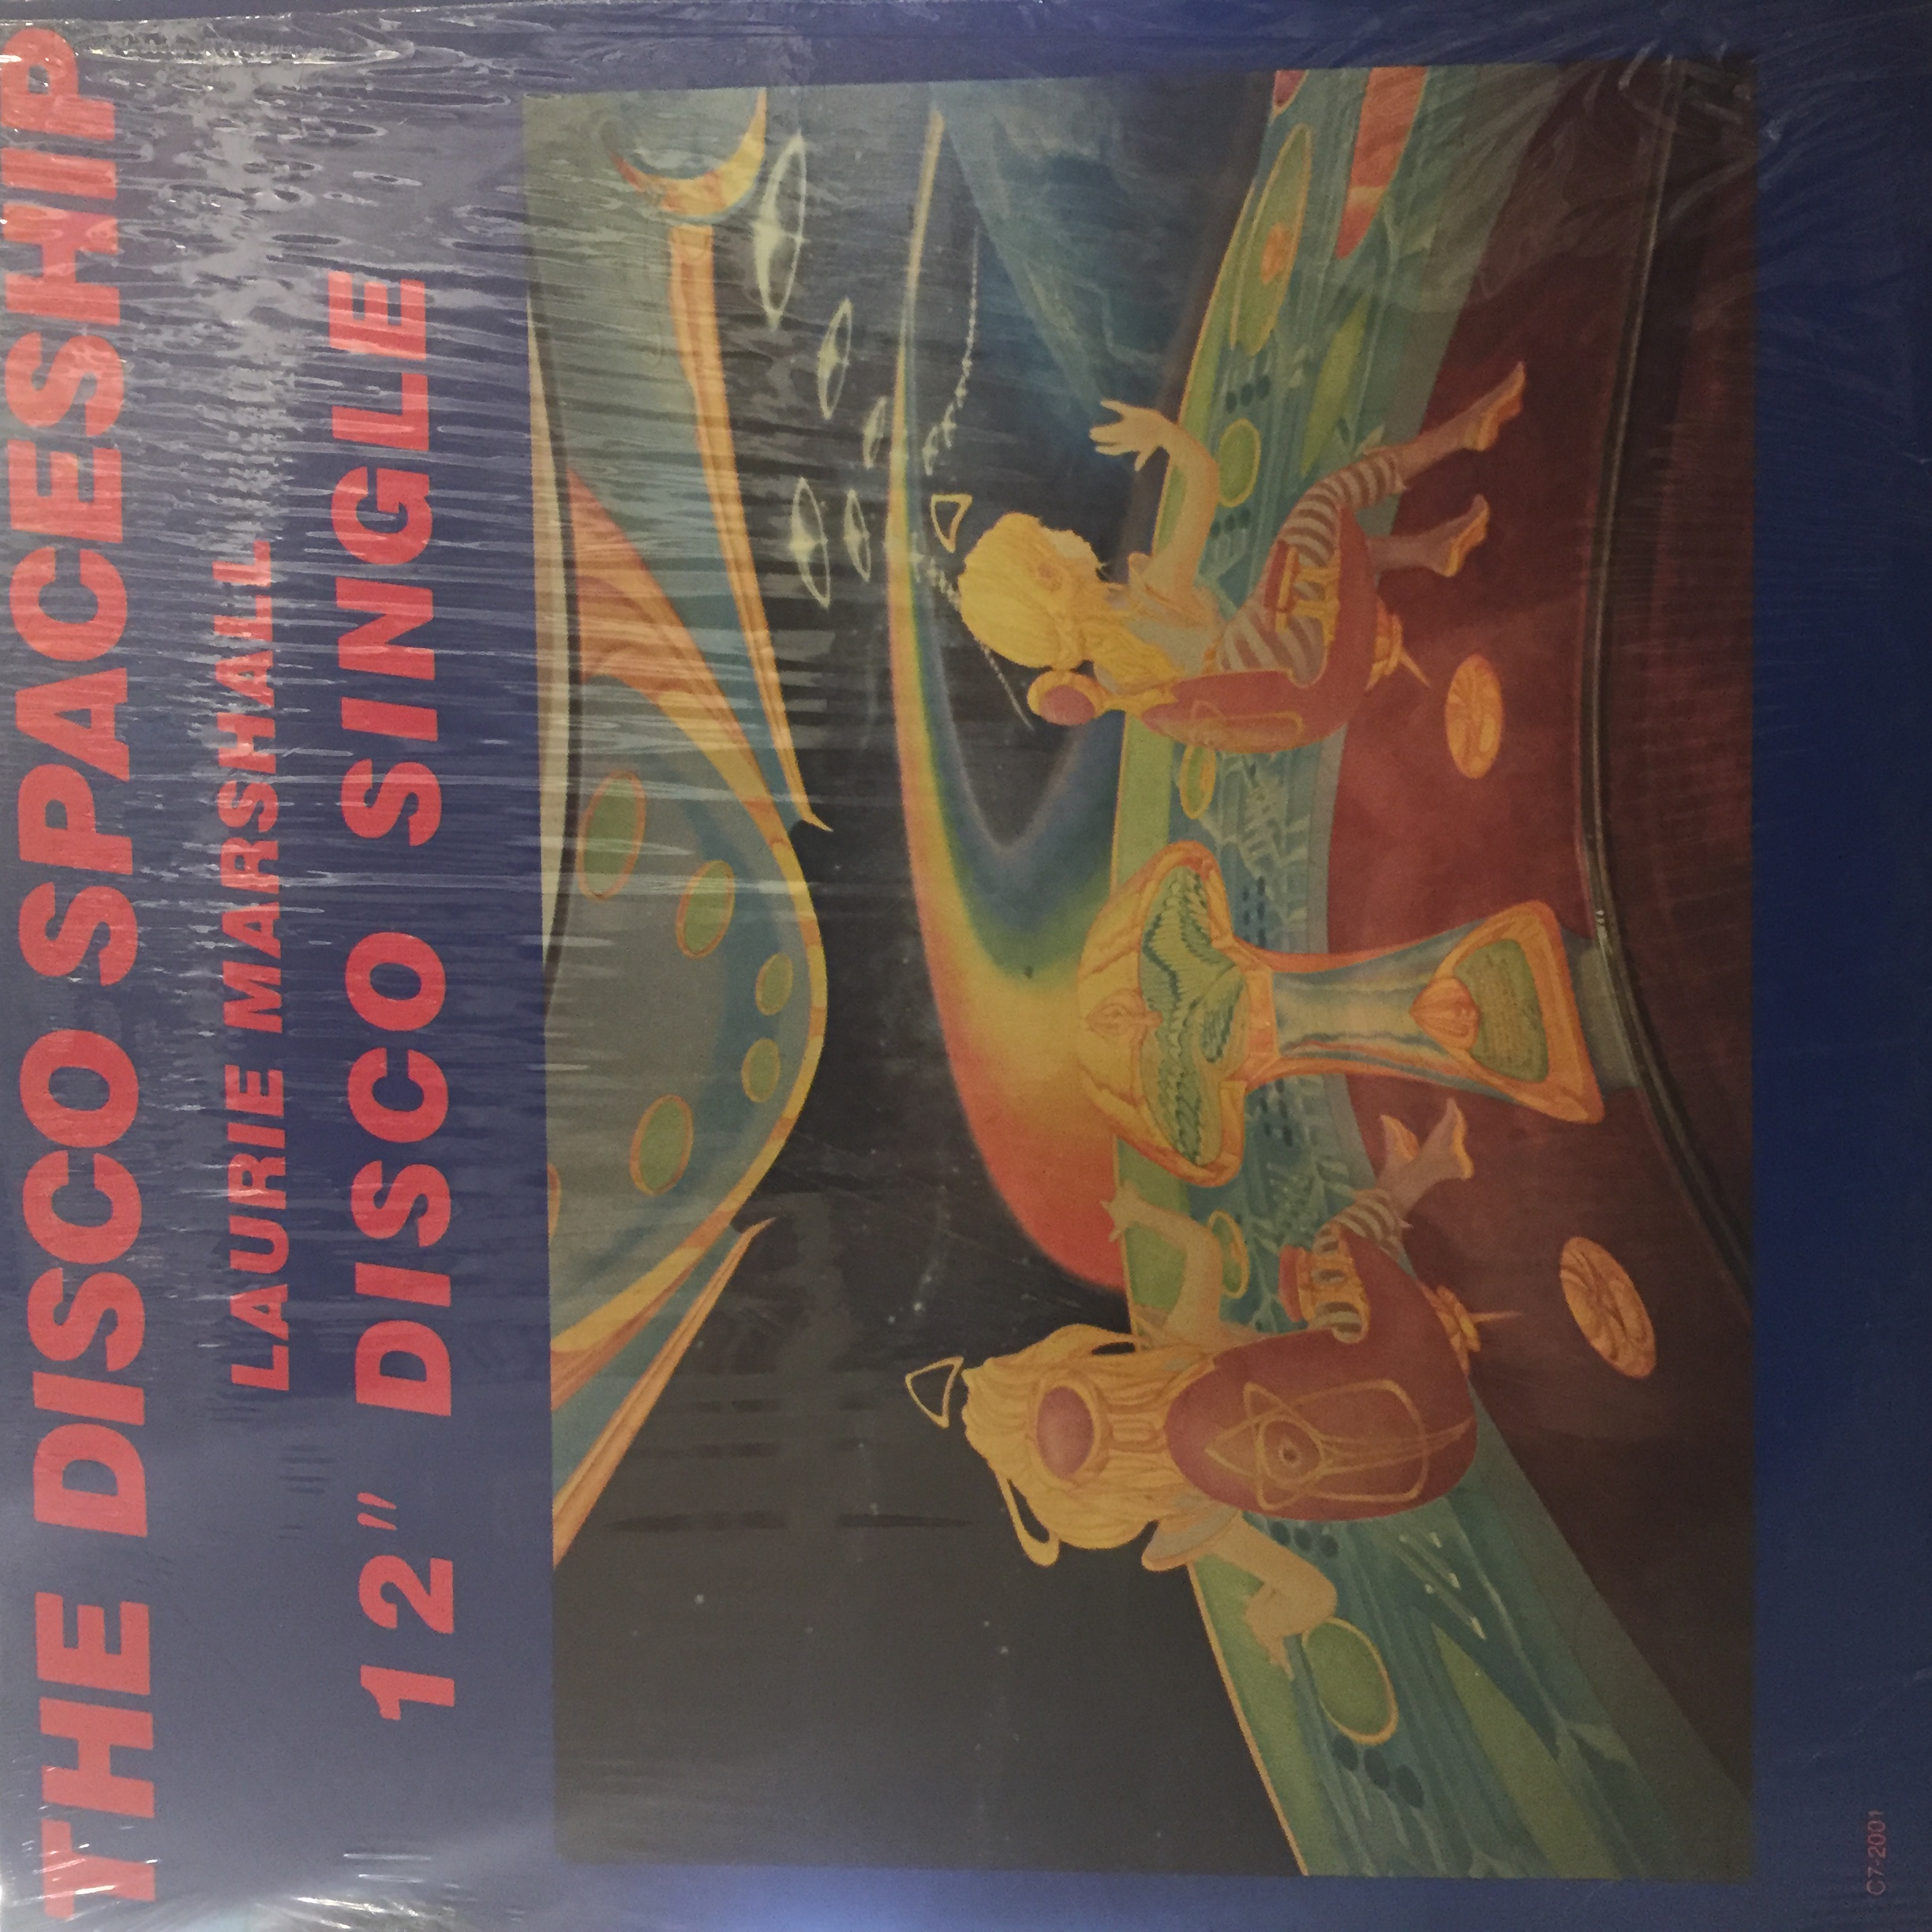 THE DISCO SPACESHIP
LAURIE MARSHALL
12" DISCO SINGLE
C7-2001